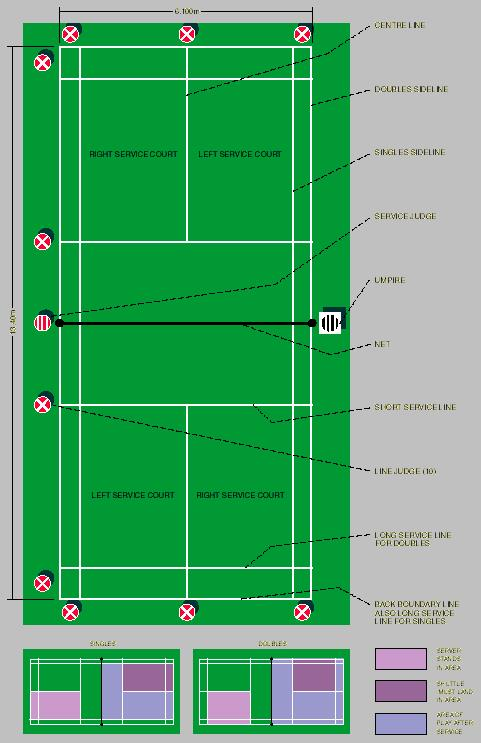 6.100m
CENTRE LINE
DOUBLES SIDELINE
RIGHT SERVICE COURT
LEFT SERVICE COURT
SINGLES SIDELINE
SERVICE JUDGE
UMPIRE
13.40m
NET
SHORT SERVICE LINE
LINE JUDGE (10)
LEFT SERVICE COURT
RIGHT SERVICE COURT
LONG SERVICE LINE
FOR DOUBLES
BACK BOUNDARY LINE
ALSO LONG SERVICE
LINE FOR SINGLES
SINGLES
DOUBLES
SERVER
STANDS
IN AREA
SHUTTLE
MUST LAND
IN AREA
AREA OF
PLAY AFTER
SERVICE